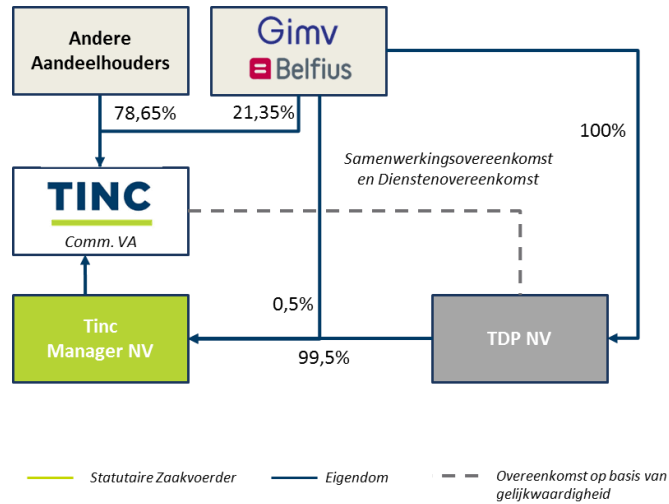 Andere
Aandeelhouders
Gimv
Belfius
78,65%
21,35%
100%
Samenwerkingsovereenkomst
en Dienstenovereenkomst
TINC
Comm. VA
0,5%
Tinc
Manager NV
TDP NV
99,5%
Statutaire Zaakvoerder
Eigendom
Overeenkomst op basis van
gelijkwaardigheid